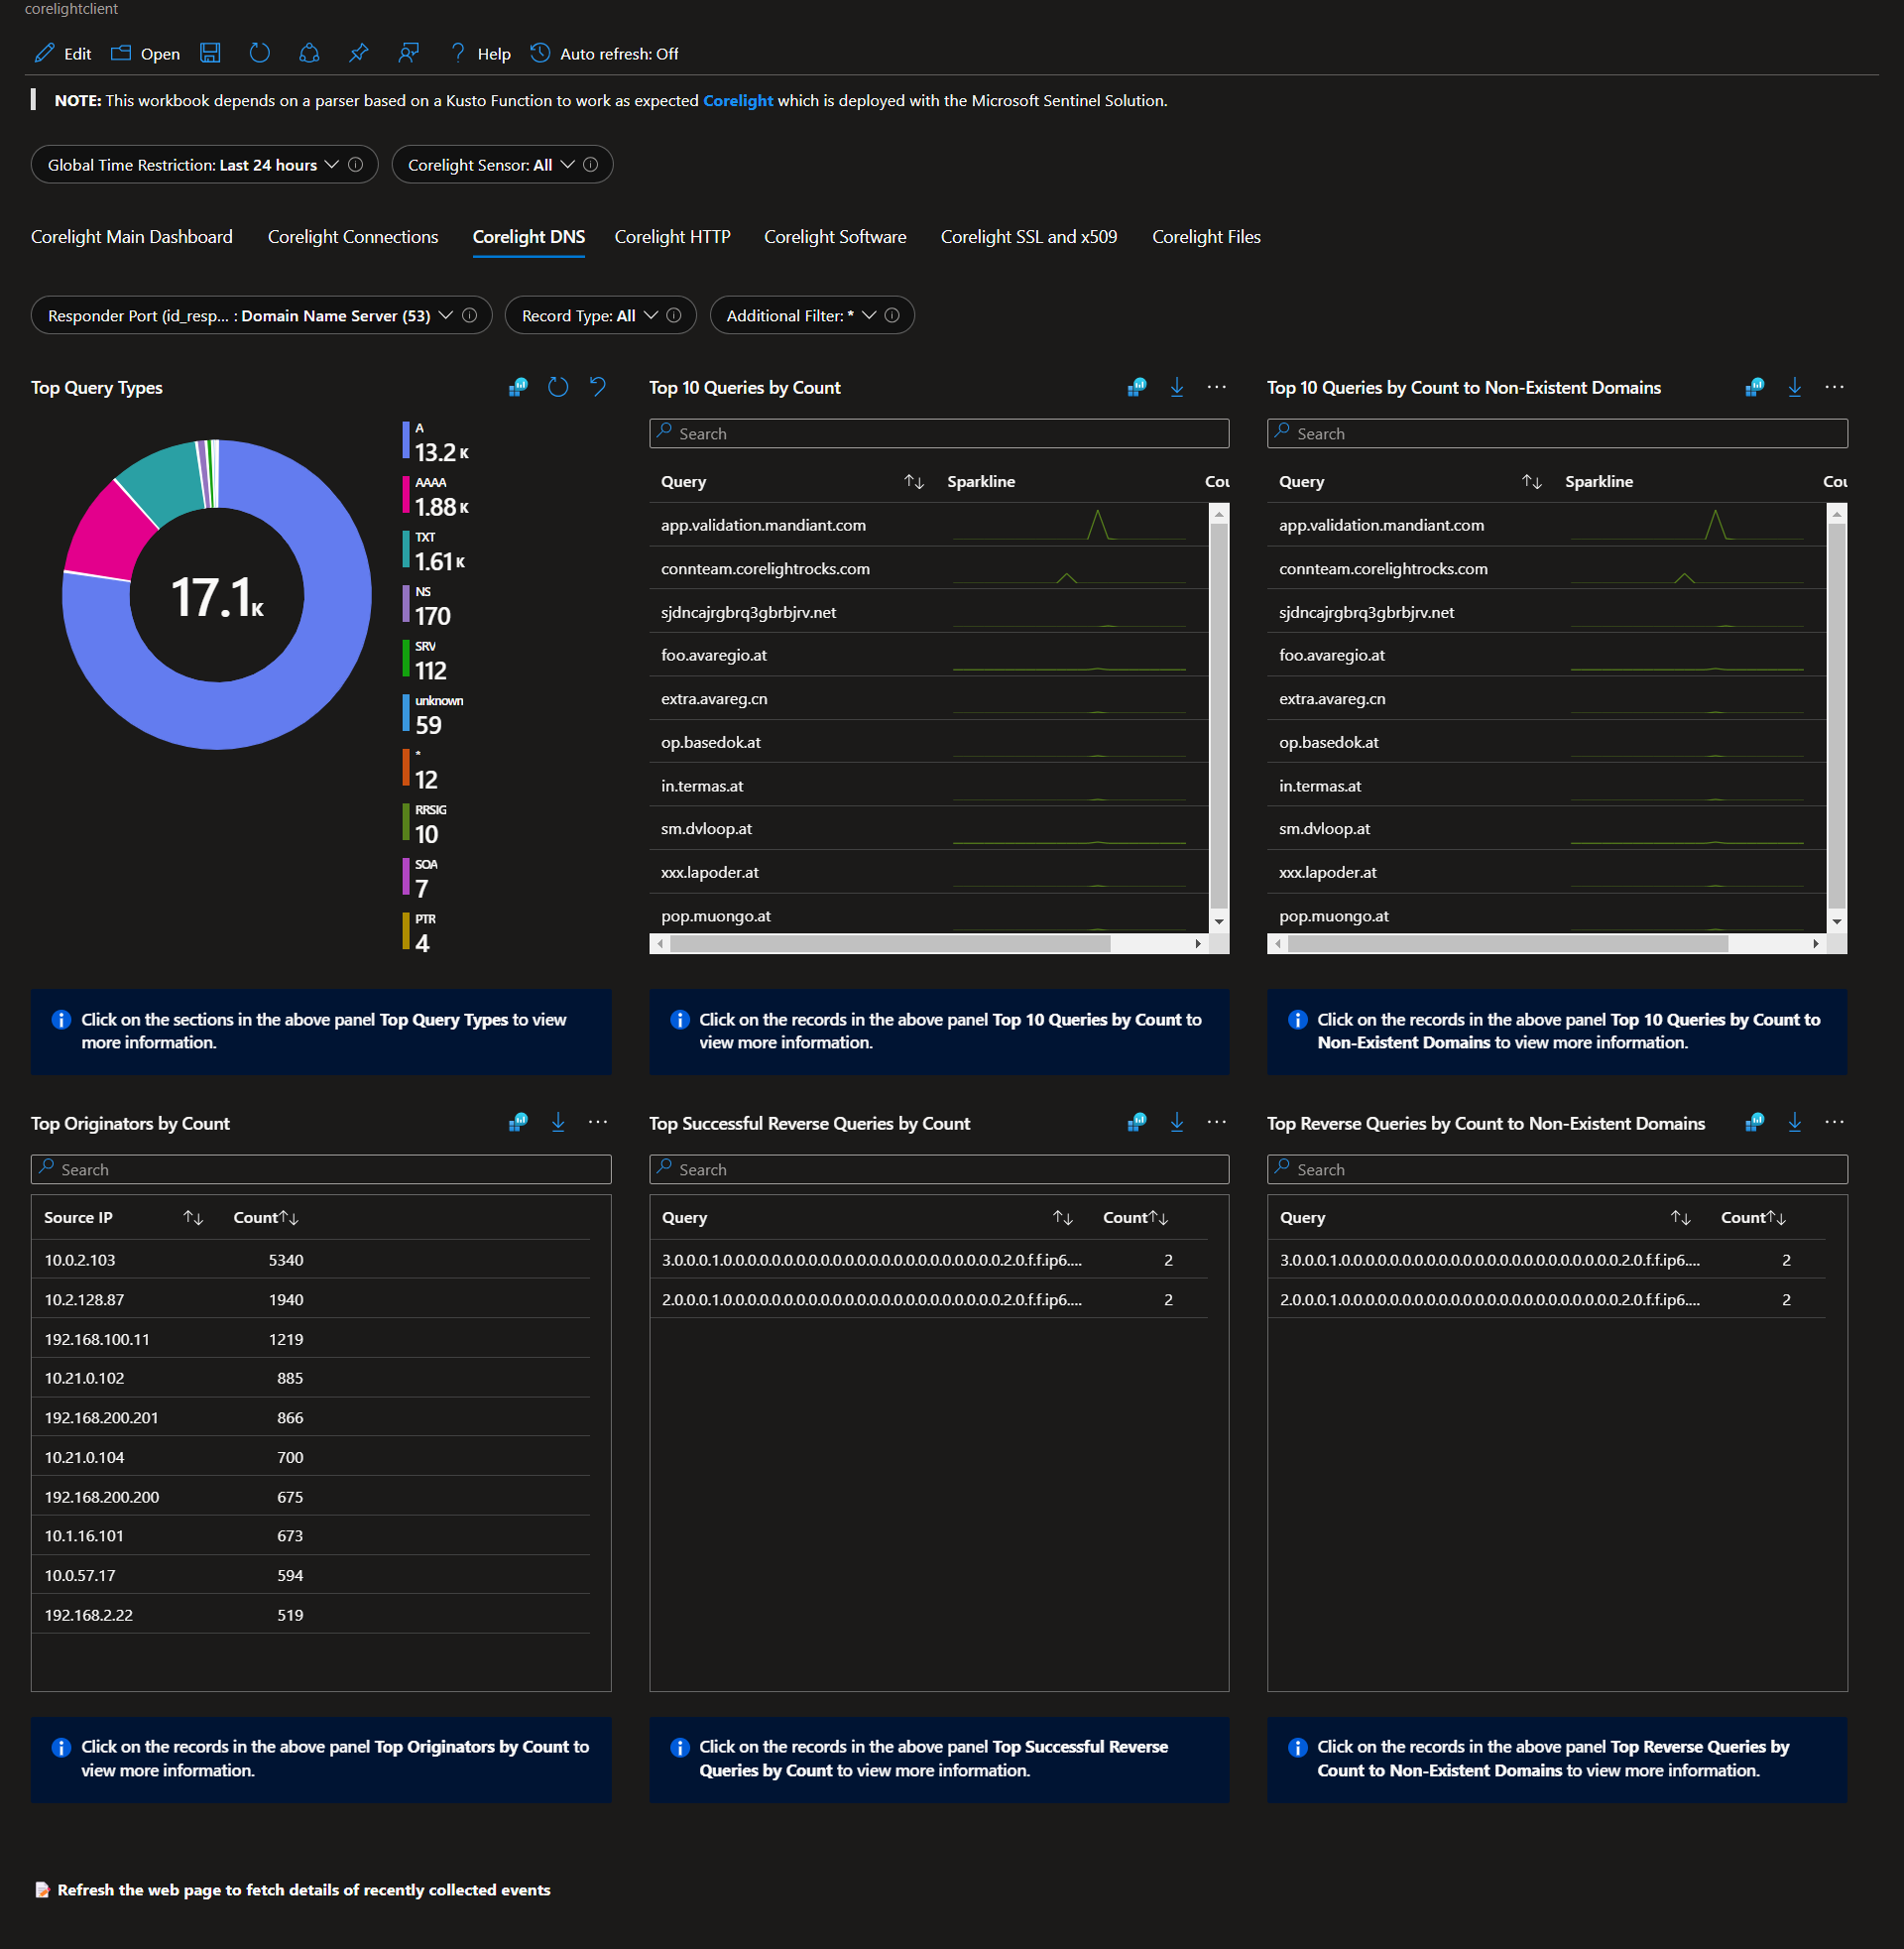 corelightclient
Edit Open Help Auto refresh: Off
NOTE: This workbook depends on a parser based on a Kusto Function to work as expected Corelight which is deployed with the Microsoft Sentinel Solution.
Global Time Restriction: Last 24 hours Corelight Sensor: All
Corelight Main Dashboard Corelight Connections Corelight DNS Corelight HTTP Corelight Software Corelight SSL and x509 Corelight Files
Responder Port (id_resp... : Domain Name Server (53) Record Type: All Additional Filter: *
Top Query Types
17.1K
A
13.2 K
AAAA
1.88 K
TXT
1.61 K
NS
170
SRV
112
unknown
59
*
12
RRSIG
10
SOA
7
PTR
4
Click on the sections in the above panel Top Query Types to view
more information.
Top 10 Queries by Count
Search
Query Sparkline Cou
app.validation.mandiant.com
connteam.corelightrocks.com
sjdncajrgbrq3gbrbjrv.net
foo.avaregio.at
extra.avareg.cn
op.basedok.at
in.termas.at
sm.dvloop.at
xxx.lapoder.at
pop.muongo.at
Click on the records in the above panel Top 10 Queries by Count to
view more information.
Top 10 Queries by Count to Non-Existent Domains
Search
Query Sparkline Cou
app.validation.mandiant.com
connteam.corelightrocks.com
sjdncajrgbrq3gbrbjrv.net
foo.avaregio.at
extra.avareg.cn
op.basedok.at
in.termas.at
sm.dvloop.at
xxx.lapoder.at
pop.muongo.at
Click on the records in the above panel Top 10 Queries by Count to
Non-Existent Domains to view more information.
Top Originators by Count
Search
Source IP Count
10.0.2.103 5340
10.2.128.87 1940
192.168.100.11 1219
10.21.0.102 885
192.168.200.201 866
10.21.0.104 700
192.168.200.200 675
10.1.16.101 673
10.0.57.17 594
192.168.2.22 519
Click on the records in the above panel Top Originators by Count to
view more information.
Top Successful Reverse Queries by Count
Search
Query Count
3.0.0.0.1.0.0.0.0.0.0.0.0.0.0.0.0.0.0.0.0.0.0.0.0.0.0.0.2.0.f.f.ip6.... 2
2.0.0.0.1.0.0.0.0.0.0.0.0.0.0.0.0.0.0.0.0.0.0.0.0.0.0.0.2.0.f.f.ip6.... 2
Click on the records in the above panel Top Successful Reverse
Queries by Count to view more information.
Top Reverse Queries by Count to Non-Existent Domains
Search
Query Count
3.0.0.0.1.0.0.0.0.0.0.0.0.0.0.0.0.0.0.0.0.0.0.0.0.0.0.0.2.0.f.f.ip6.... 2
2.0.0.0.1.0.0.0.0.0.0.0.0.0.0.0.0.0.0.0.0.0.0.0.0.0.0.0.2.0.f.f.ip6.... 2
Click on the records in the above panel Top Reverse Queries by
Count to Non-Existent Domains to view more information.
Refresh the web page to fetch details of recently collected events